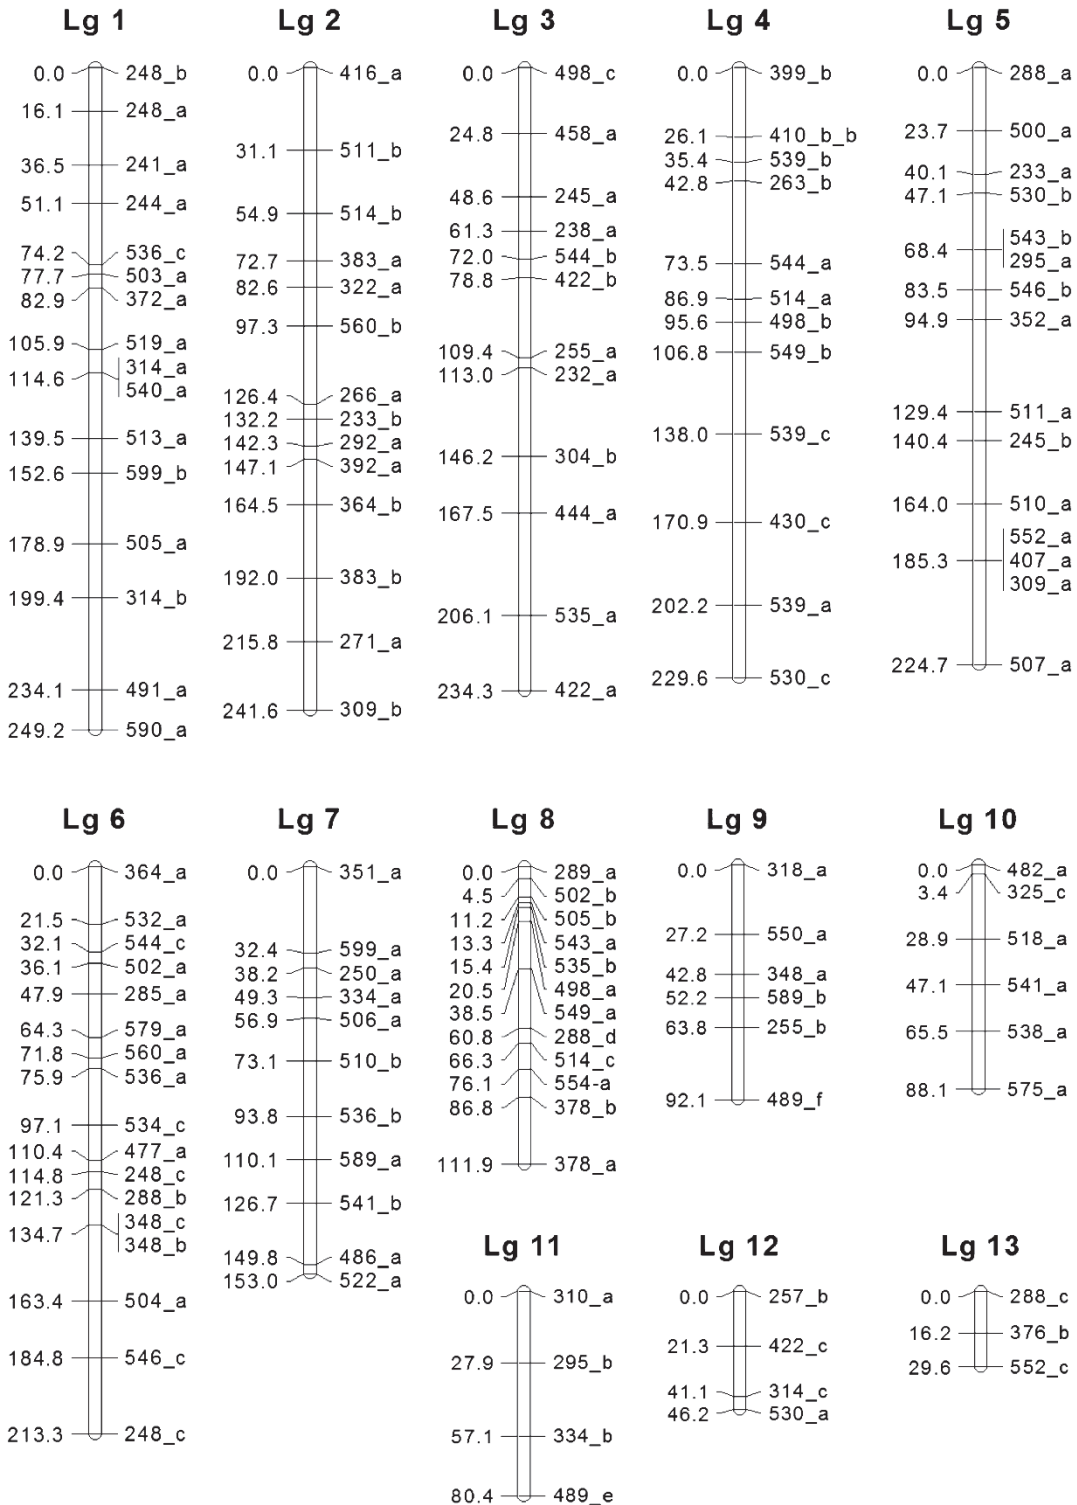 Lg 1
0.0 248_b
16.1 248_a
36.5 241_a
51.1 244_a
74.2 536_c
77.7 503_a
82.9 372_a
105.9 519_a
114.6 314_a
540_a
139.5 513_a
152.6 599_b
178.9 505_a
199.4 314_b
234.1 491_a
249.2 590_a
Lg 2
0.0 416_a
31.1 511_b
54.9 514_b
72.7 383_a
82.6 322_a
97.3 560_b
126.4 266_a
132.2 233_b
142.3 292_a
147.1 392_a
164.5 364_b
192.0 383_b
215.8 271_a
241.6 309_b
Lg 3
0.0 498_c
24.8 458_a
48.6 245_a
61.3 238_a
72.0 544_b
78.8 422_b
109.4 255_a
113.0 232_a
146.2 304_b
167.5 444_a
206.1 535_a
234.3 422_a
Lg 4
0.0 399_b
26.1 410_b_b
35.4 539_b
42.8 263_b
73.5 544_a
86.9 514_a
95.6 498_b
106.8 549_b
138.0 539_c
170.9 430_c
202.2 539_a
229.6 530_c
Lg 5
0.0 288_a
23.7 500_a
40.1 233_a
47.1 530_b
68.4 543_b
295_a
83.5 546_b
94.9 352_a
129.4 511_a
140.4 245_b
164.0 510_a
552_a
185.3 407_a
309_a
224.7 507_a
Lg 6
0.0 364_a
21.5 532_a
32.1 544_c
36.1 502_a
47.9 285_a
64.3 579_a
71.8 560_a
75.9 536_a
97.1 534_c
110.4 477_a
114.8 248_c
121.3 288_b
134.7 348_c
348_b
163.4 504_a
184.8 546_c
213.3 248_c
Lg 7
0.0 351_a
32.4 599_a
38.2 250_a
49.3 334_a
56.9 506_a
73.1 510_b
93.8 536_b
110.1 589_a
126.7 541_b
149.8 486_a
153.0 522_a
Lg 8
0.0 289_a
4.5 502_b
11.2 505_b
13.3 543_a
15.4 535_b
20.5 498_a
38.5 549_a
60.8 288_d
66.3 514_c
76.1 554-a
86.8 378_b
111.9 378_a
Lg 9
0.0 318_a
27.2 550_a
42.8 348_a
52.2 589_b
63.8 255_b
92.1 489_f
Lg 10
0.0 482_a
3.4 325_c
28.9 518_a
47.1 541_a
65.5 538_a
88.1 575_a
Lg 11
0.0 310_a
27.9 295_b
57.1 334_b
80.4 489_e
Lg 12
0.0 257_b
21.3 422_c
41.1 314_c
46.2 530_a
Lg 13
0.0 288_c
16.2 376_b
29.6 552_c